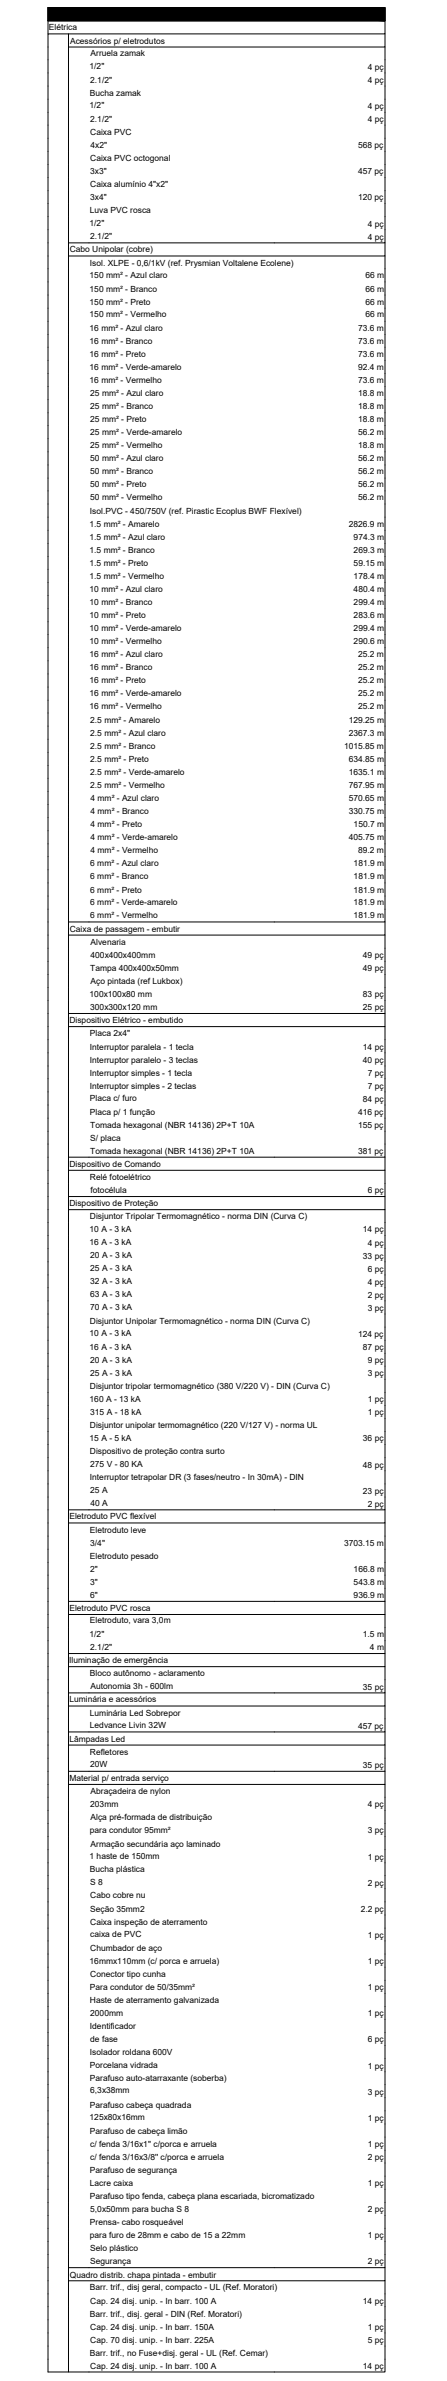 Elétrica
Acessórios p/ eletrodutos
Arruela zamak
1/2" 4 pç
2.1/2" 4 pç
Bucha zamak
1/2" 4 pç
2.1/2" 4 pç
Caixa PVC
4x2" 568 pç
Caixa PVC octogonal
3x3" 457 pç
Caixa alumínio 4"x2"
3x4" 120 pç
Luva PVC rosca
1/2" 4 pç
2.1/2" 4 pç
Cabo Unipolar (cobre)
Isol. XLPE - 0,6/1kV (ref. Prysmian Voltalene Ecolene)
150 mm² - Azul claro 66 m
150 mm² - Branco 66 m
150 mm² - Preto 66 m
150 mm² - Vermelho 66 m
16 mm² - Azul claro 73.6 m
16 mm² - Branco 73.6 m
16 mm² - Preto 73.6 m
16 mm² - Verde-amarelo 92.4 m
16 mm² - Vermelho 73.6 m
25 mm² - Azul claro 18.8 m
25 mm² - Branco 18.8 m
25 mm² - Preto 18.8 m
25 mm² - Verde-amarelo 56.2 m
25 mm² - Vermelho 18.8 m
50 mm² - Azul claro 56.2 m
50 mm² - Branco 56.2 m
50 mm² - Preto 56.2 m
50 mm² - Vermelho 56.2 m
Isol.PVC - 450/750V (ref. Pirastic Ecoplus BWF Flexível)
1.5 mm² - Amarelo 2826.9 m
1.5 mm² - Azul claro 974.3 m
1.5 mm² - Branco 269.3 m
1.5 mm² - Preto 59.15 m
1.5 mm² - Vermelho 178.4 m
10 mm² - Azul claro 480.4 m
10 mm² - Branco 299.4 m
10 mm² - Preto 283.6 m
10 mm² - Verde-amarelo 299.4 m
10 mm² - Vermelho 290.6 m
16 mm² - Azul claro 25.2 m
16 mm² - Branco 25.2 m
16 mm² - Preto 25.2 m
16 mm² - Verde-amarelo 25.2 m
16 mm² - Vermelho 25.2 m
2.5 mm² - Amarelo 129.25 m
2.5 mm² - Azul claro 2367.3 m
2.5 mm² - Branco 1015.85 m
2.5 mm² - Preto 634.85 m
2.5 mm² - Verde-amarelo 1635.1 m
2.5 mm² - Vermelho 767.95 m
4 mm² - Azul claro 570.65 m
4 mm² - Branco 330.75 m
4 mm² - Preto 150.7 m
4 mm² - Verde-amarelo 405.75 m
4 mm² - Vermelho 89.2 m
6 mm² - Azul claro 181.9 m
6 mm² - Branco 181.9 m
6 mm² - Preto 181.9 m
6 mm² - Verde-amarelo 181.9 m
6 mm² - Vermelho 181.9 m
Caixa de passagem - embutir
Alvenaria
400x400x400mm 49 pç
Tampa 400x400x50mm 49 pç
Aço pintada (ref Lukbox)
100x100x80 mm 83 pç
300x300x120 mm 25 pç
Dispositivo Elétrico - embutido
Placa 2x4"
Interruptor paralela - 1 tecla 14 pç
Interruptor paralelo - 3 teclas 40 pç
Interruptor simples - 1 tecla 7 pç
Interruptor simples - 2 teclas 7 pç
Placa c/ furo 84 pç
Placa p/ 1 função 416 pç
Tomada hexagonal (NBR 14136) 2P+T 10A 155 pç
S/ placa
Tomada hexagonal (NBR 14136) 2P+T 10A 381 pç
Dispositivo de Comando
Relé fotoelétrico
fotocélula 6 pç
Dispositivo de Proteção
Disjuntor Tripolar Termomagnético - norma DIN (Curva C)
10 A - 3 kA 14 pç
16 A - 3 kA 4 pç
20 A - 3 kA 33 pç
25 A - 3 kA 6 pç
32 A - 3 kA 4 pç
63 A - 3 kA 2 pç
70 A - 3 kA 3 pç
Disjuntor Unipolar Termomagnético - norma DIN (Curva C)
10 A - 3 kA 124 pç
16 A - 3 kA 87 pç
20 A - 3 kA 9 pç
25 A - 3 kA 3 pç
Disjuntor tripolar termomagnético (380 V/220 V) - DIN (Curva C)
160 A - 13 kA 1 pç
315 A - 18 kA 1 pç
Disjuntor unipolar termomagnético (220 V/127 V) - norma UL
15 A - 5 kA 36 pç
Dispositivo de proteção contra surto
275 V - 80 KA 48 pç
Interruptor tetrapolar DR (3 fases/neutro - In 30mA) - DIN
25 A 23 pç
40 A 2 pç
Eletroduto PVC flexível
Eletroduto leve
3/4" 3703.15 m
Eletroduto pesado
2" 166.8 m
3" 543.8 m
6" 936.9 m
Eletroduto PVC rosca
Eletroduto, vara 3,0m
1/2" 1.5 m
2.1/2" 4 m
Iluminação de emergência
Bloco autônomo - aclaramento
Autonomia 3h - 600lm 35 pç
Luminária e acessórios
Luminária Led Sobrepor
Ledvance Livin 32W 457 pç
Lâmpadas Led
Refletores
20W 35 pç
Material p/ entrada serviço
Abraçadeira de nylon
203mm 4 pç
Alça pré-formada de distribuição
para condutor 95mm² 3 pç
Armação secundária aço laminado
1 haste de 150mm 1 pç
Bucha plástica
S 8 2 pç
Cabo cobre nu
Seção 35mm2 2.2 pç
Caixa inspeção de aterramento
caixa de PVC 1 pç
Chumbador de aço
16mmx110mm (c/ porca e arruela) 1 pç
Conector tipo cunha
Para condutor de 50/35mm² 1 pç
Haste de aterramento galvanizada
2000mm 1 pç
Identificador
de fase 6 pç
Isolador roldana 600V
Porcelana vidrada 1 pç
Parafuso auto-atarraxante (soberba)
6,3x38mm 3 pç
Parafuso cabeça quadrada
125x80x16mm 1 pç
Parafuso de cabeça limão
c/ fenda 3/16x1" c/porca e arruela 1 pç
c/ fenda 3/16x3/8" c/porca e arruela 2 pç
Parafuso de segurança
Lacre caixa 1 pç
Parafuso tipo fenda, cabeça plana escariada, bicromatizado
5,0x50mm para bucha S 8 2 pç
Prensa- cabo rosqueável
para furo de 28mm e cabo de 15 a 22mm 1 pç
Selo plástico
Segurança 2 pç
Quadro distrib. chapa pintada - embutir
Barr. trif., disj geral, compacto - UL (Ref. Moratori)
Cap. 24 disj. unip. - In barr. 100 A 14 pç
Barr. trif., disj. geral - DIN (Ref. Moratori)
Cap. 24 disj. unip. - In barr. 150A 1 pç
Cap. 70 disj. unip. - In barr. 225A 5 pç
Barr. trif., no Fuse+disj. geral - UL (Ref. Cemar)
Cap. 24 disj. unip. - In barr. 100 A 14 pç